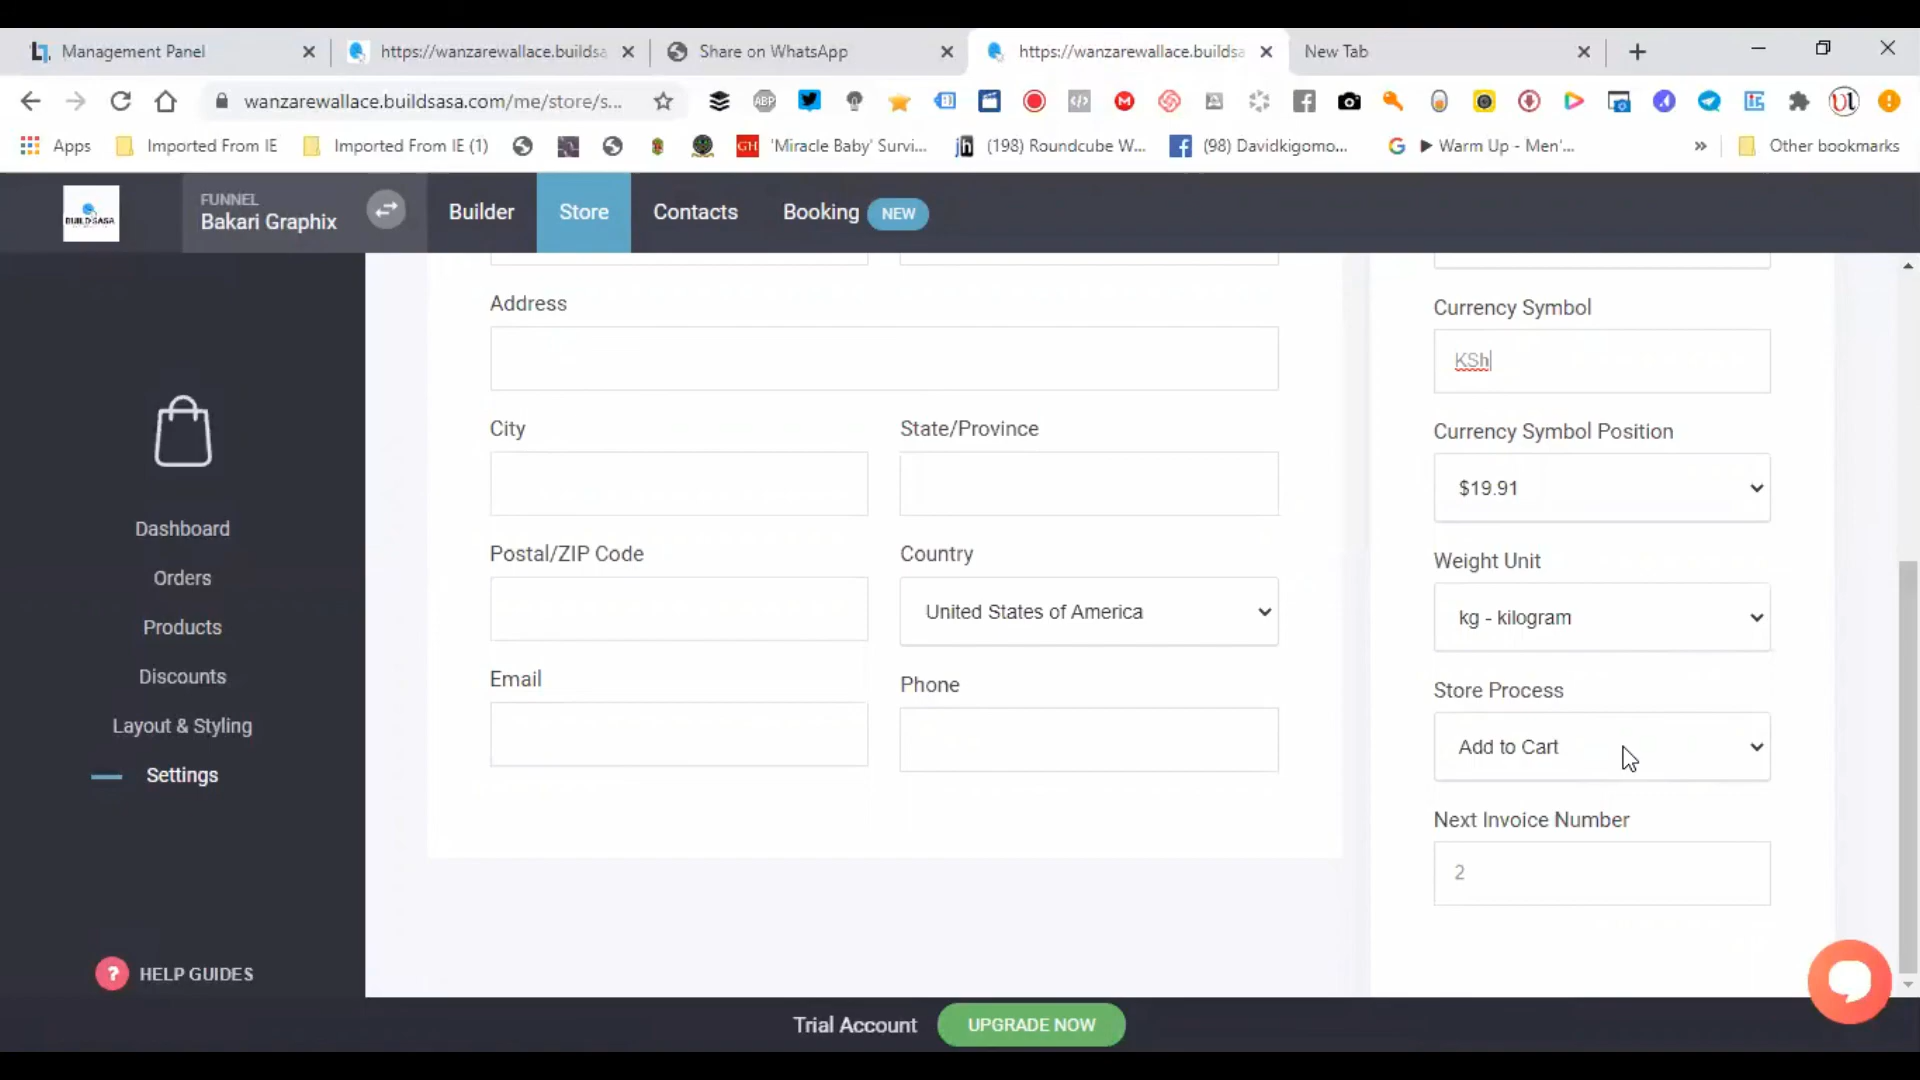 Management Panel
https://wanzarewallace.buildsa
Share on WhatsApp
https://wanzarewallace.buildsa
New Tab
wanzarewallace.buildsasa.com/me/store/s...
ABP
Apps
Imported From IE
Imported From IE (1)
GH
'Miracle Baby' Survi...
jh
(198) Roundcube W...
(98) Davidkigomo...
▶ Warm Up - Men'...
»
Other bookmarks
BUILDSASA
FUNNEL
Bakari Graphix
Builder
Store
Contacts
Booking
NEW
Dashboard
Orders
Products
Discounts
Layout & Styling
Settings
? HELP GUIDES
Address
City
State/Province
Postal/ZIP Code
Country
United States of America
Email
Phone
Currency Symbol
KSh
Currency Symbol Position
$19.91
Weight Unit
kg - kilogram
Store Process
Add to Cart
Next Invoice Number
2
Trial Account
UPGRADE NOW